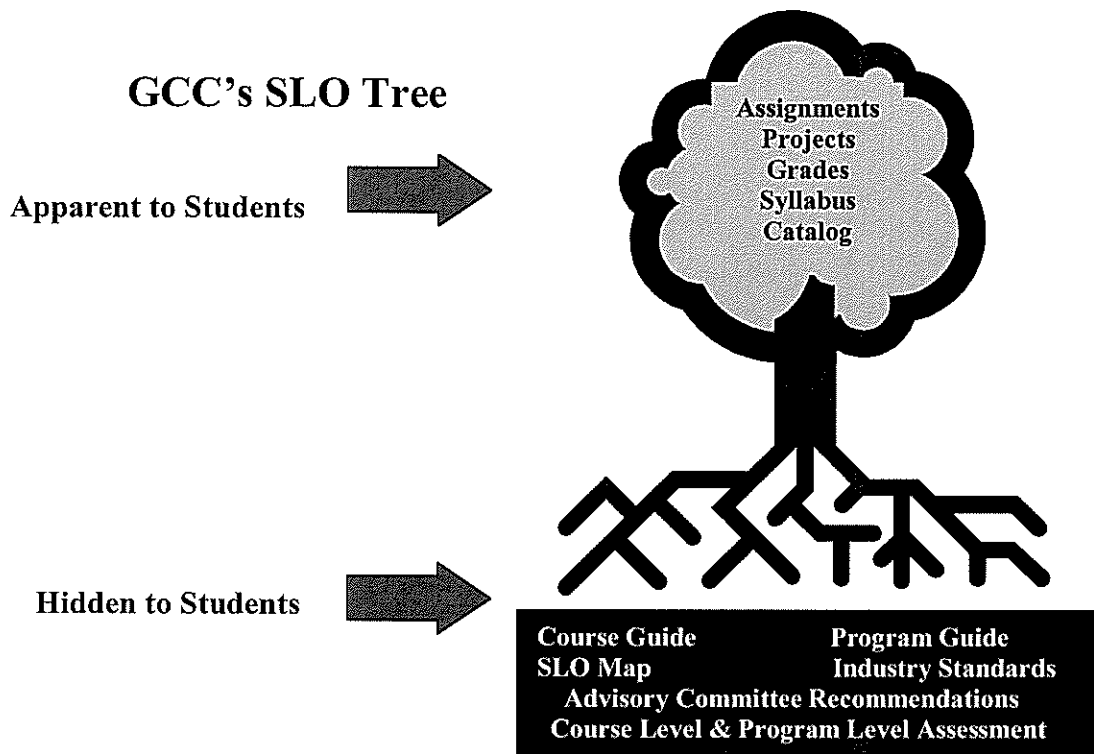 GCC's SLO Tree
Apparent to Students
Assignments
Projects
Grades
Syllabus
Catalog
Hidden to Students
Course Guide Program Guide
SLO Map Industry Standards
Advisory Committee Recommendations
Course Level & Program Level Assessment